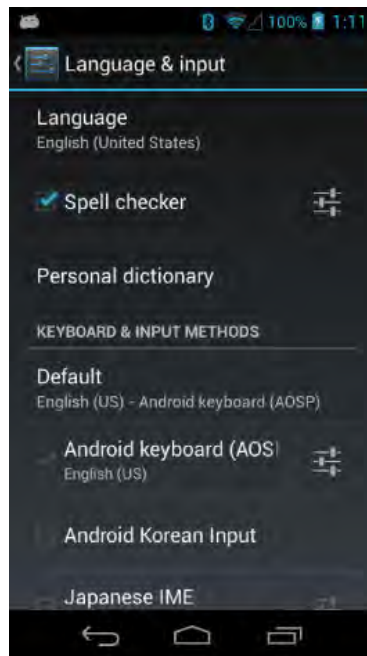 100% 1:11
Language & input
Language
English (United States)
Spell checker
Personal dictionary
KEYBOARD & INPUT METHODS
Default
English (US) - Android keyboard (AOSP)
Android keyboard (AOS
English (US)
Android Korean Input
Japanese IME